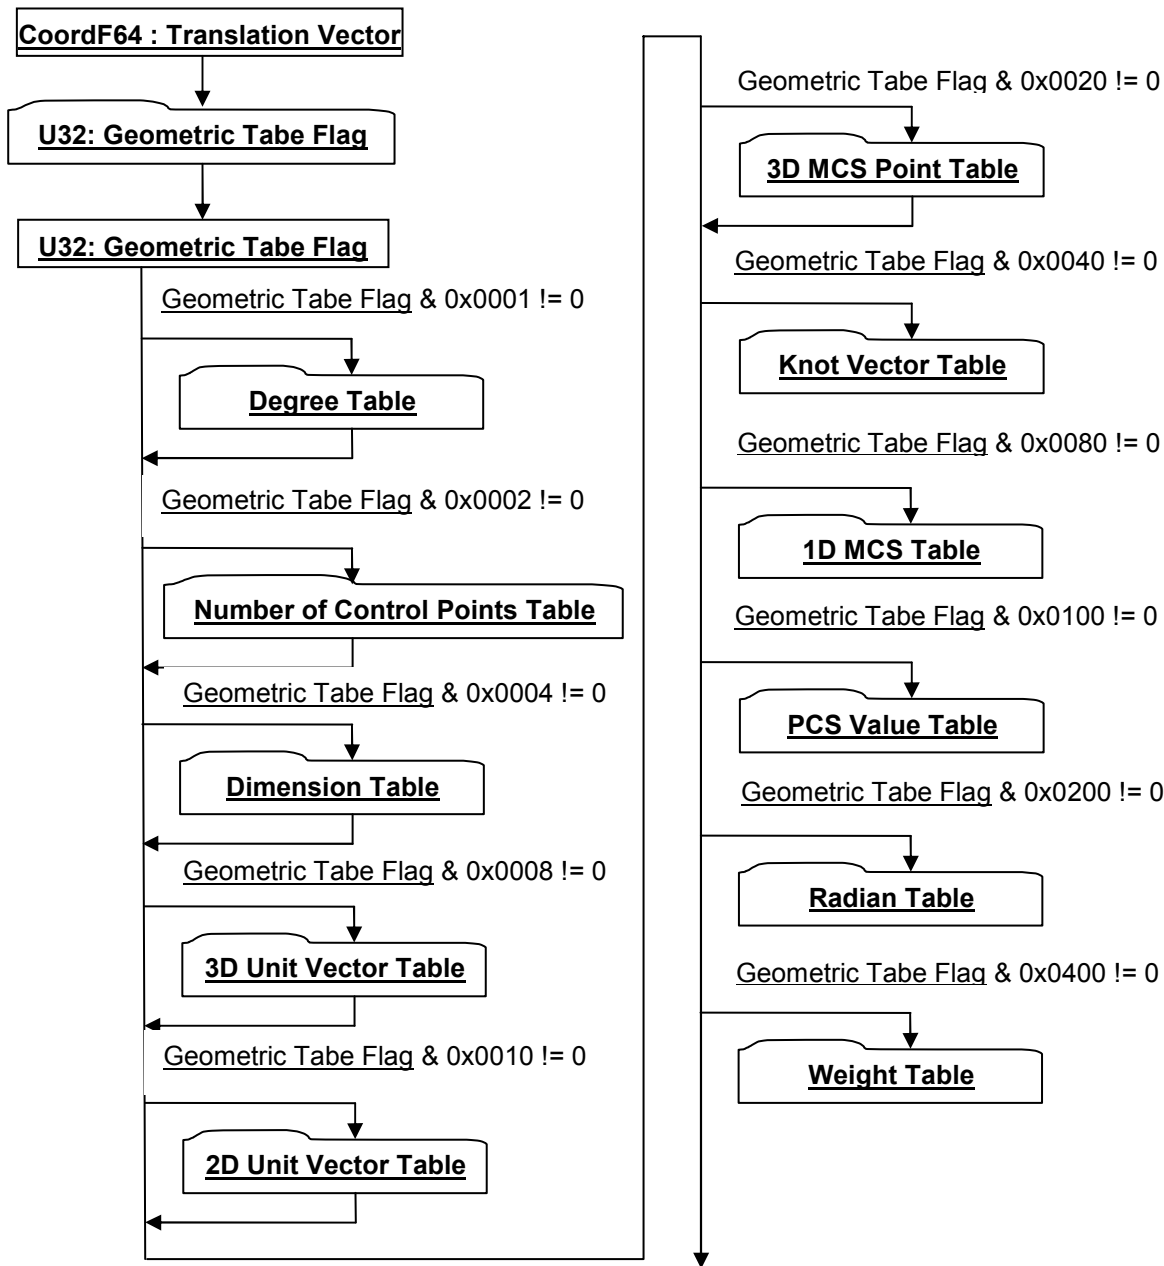 CoordF64 : Translation Vector
U32: Geometric Tabe Flag
U32: Geometric Tabe Flag
Geometric Tabe Flag & 0x0001 != 0
Degree Table
Geometric Tabe Flag & 0x0002 != 0
Number of Control Points Table
Geometric Tabe Flag & 0x0004 != 0
Dimension Table
Geometric Tabe Flag & 0x0008 != 0
3D Unit Vector Table
Geometric Tabe Flag & 0x0010 != 0
2D Unit Vector Table
Geometric Tabe Flag & 0x0020 != 0
3D MCS Point Table
Geometric Tabe Flag & 0x0040 != 0
Knot Vector Table
Geometric Tabe Flag & 0x0080 != 0
1D MCS Table
Geometric Tabe Flag & 0x0100 != 0
PCS Value Table
Geometric Tabe Flag & 0x0200 != 0
Radian Table
Geometric Tabe Flag & 0x0400 != 0
Weight Table